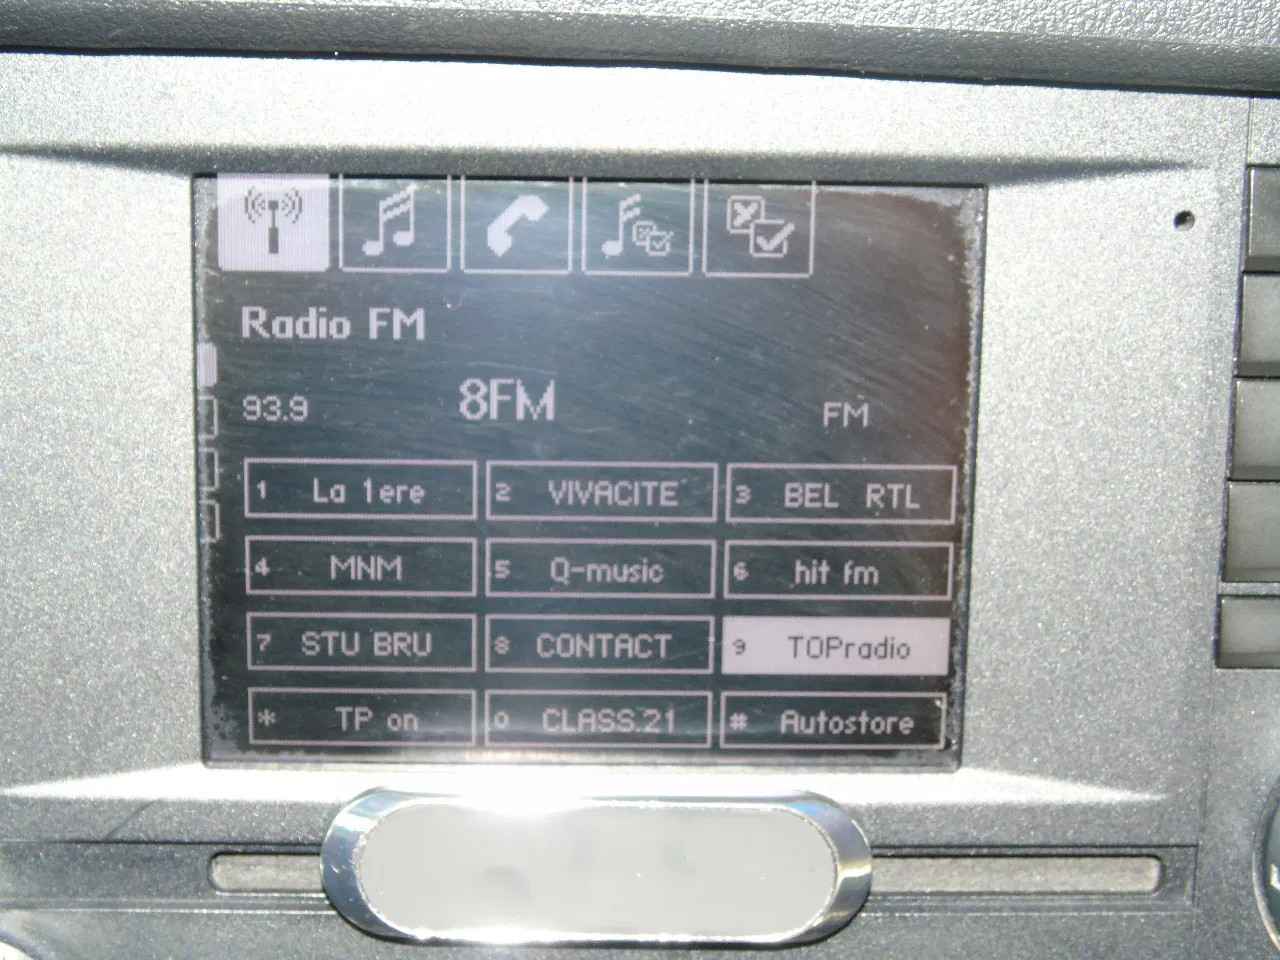 Radio FM
93.9 8FM FM
1 La 1ere 2 VIVACITE 3 BEL RTL
4 MNM 5 Q-music 6 hit fm
7 STU BRU 8 CONTACT 9 TOPradio
* TP on 0 CLASS.21 # Autostore